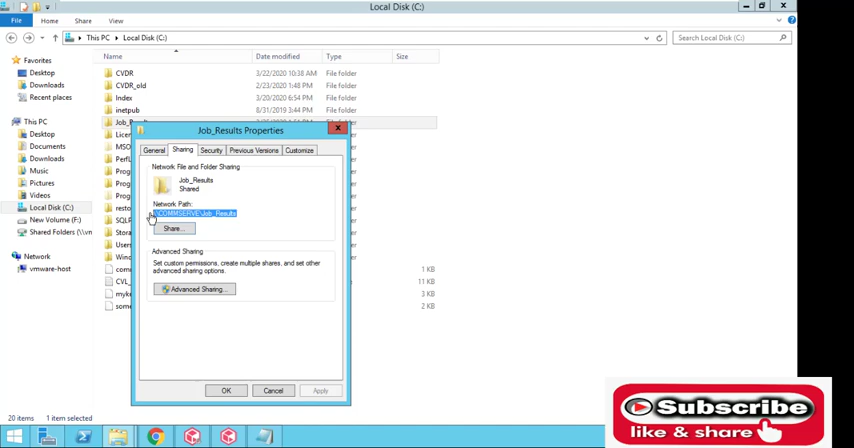 Local Disk (C:)
File Home Share View
This PC Local Disk (C:)
Search Local Disk (C:)
Name Date modified Type Size
Favorites
Desktop
Downloads
Recent places
This PC
Desktop
Documents
Downloads
Music
Pictures
Videos
Local Disk (C:)
New Volume (F:)
Shared Folders (\\vm
Network
vmware-host
CVDR 3/22/2020 10:38 AM File folder
CVDR_old 2/23/2020 1:48 PM File folder
Index 3/20/2020 6:54 PM File folder
inetpub 8/31/2019 3:44 PM File folder
Job_Results Properties
General Sharing Security Previous Versions Customize
Network File and Folder Sharing
Job_Results
Shared
Network Path:
\\COMMSERVE\Job_Results
Share...
Advanced Sharing
Set custom permissions, create multiple shares, and set other
advanced sharing options.
Advanced Sharing...
OK Cancel Apply
1 KB
11 KB
3 KB
2 KB
20 items 1 item selected
Subscribe
like & share